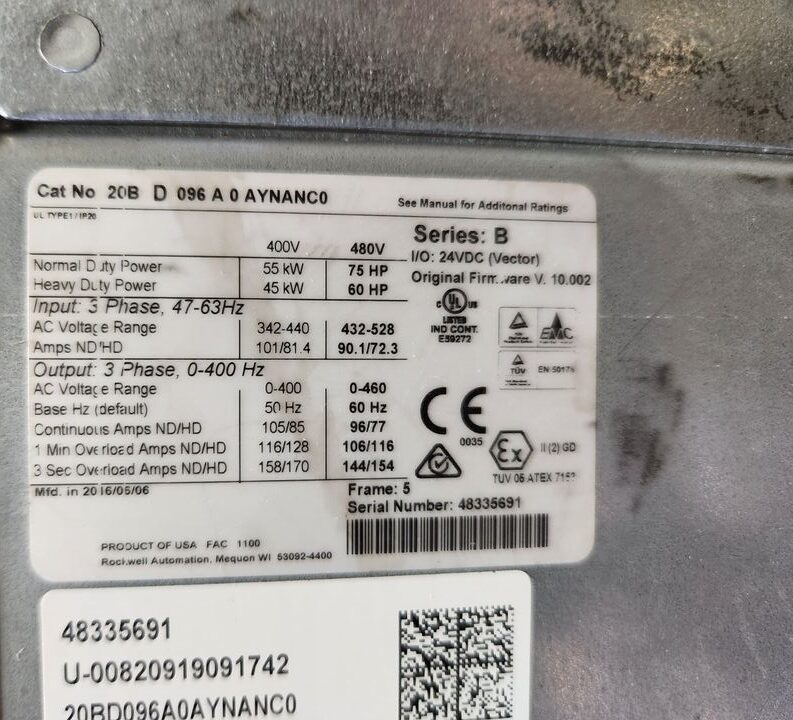 Cat No 20B D 096 A 0 AYNANC0
See Manual for Additonal Ratings
UL TYPE1/IP20
Series: B
400V 480V
I/O: 24VDC (Vector)
Normal Duty Power 55 kW 75 HP
Original Firmware V. 10.002
Heavy Duty Power 45 kW 60 HP
Input: 3 Phase, 47-63Hz
AC Voltage Range 342-440 432-528
Amps ND/HD 101/81.4 90.1/72.3
C UL US
LISTED
IND CONT.
E59272
EMC
TÜV
Output: 3 Phase, 0-400 Hz
AC Voltage Range 0-400 0-460
Base Hz (default) 50 Hz 60 Hz
Continuous Amps ND/HD 105/85 96/77
1 Min Overload Amps ND/HD 116/128 106/116
3 Sec Overload Amps ND/HD 158/170 144/154
CE
0035
Ex
II (2) GD
TUV 05 ATEX
Mfd. in 2016/05/06
Frame: 5
Serial Number: 48335691
PRODUCT OF USA FAC 1100
Rockwell Automation, Mequon WI 53092-4400
48335691
U-00820919091742
20BD096A0AYNANC0